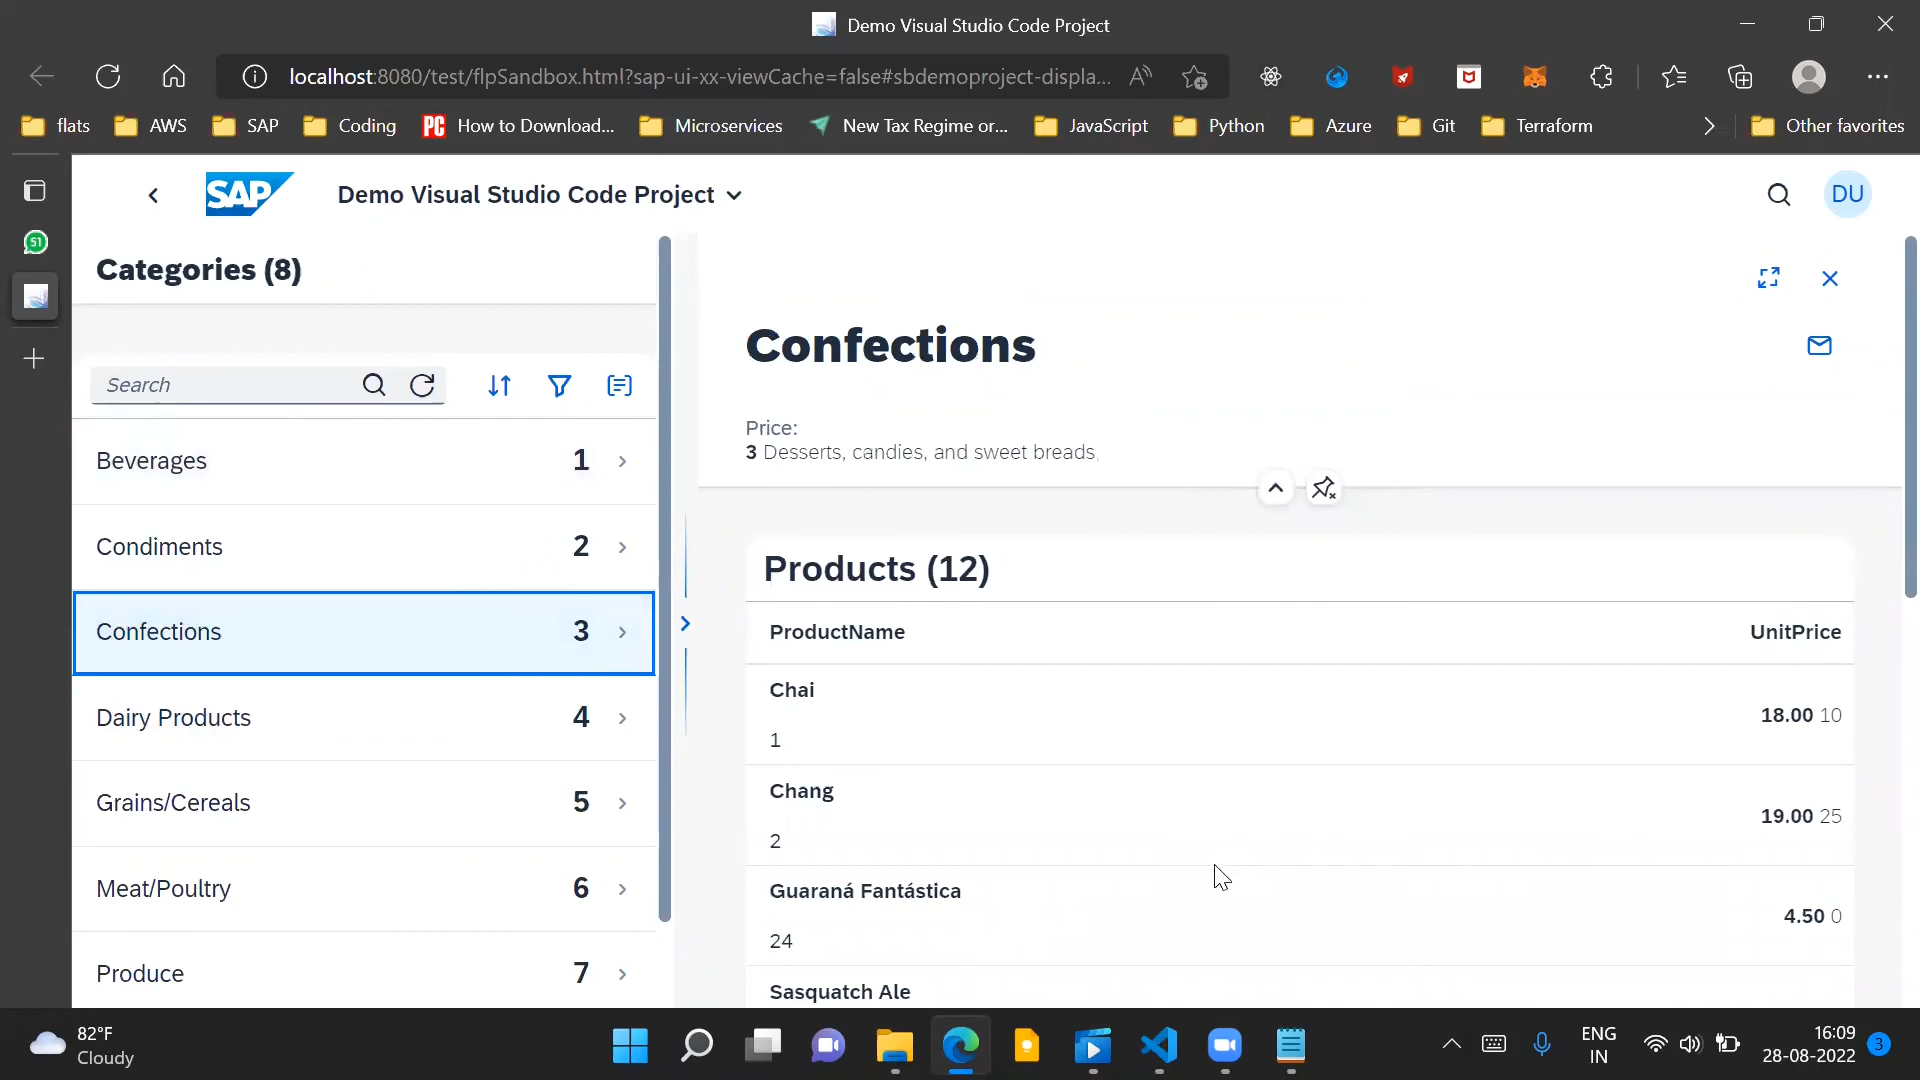 Demo Visual Studio Code Project
localhost:8080/test/flpSandbox.html?sap-ui-xx-viewCache=false#sbdemoproject-displa...
flats AWS SAP Coding PC How to Download... Microservices New Tax Regime or... JavaScript Python Azure Git Terraform Other favorites
SAP Demo Visual Studio Code Project DU
51
Categories (8)
Search
Beverages 1
Condiments 2
Confections 3
Dairy Products 4
Grains/Cereals 5
Meat/Poultry 6
Produce 7
Confections
Price:
3 Desserts, candies, and sweet breads
Products (12)
ProductName UnitPrice
Chai
18.00 10
1
Chang
19.00 25
2
Guaraná Fantástica
4.50 0
24
Sasquatch Ale
82°F
Cloudy
ENG
IN
16:09
28-08-2022
3